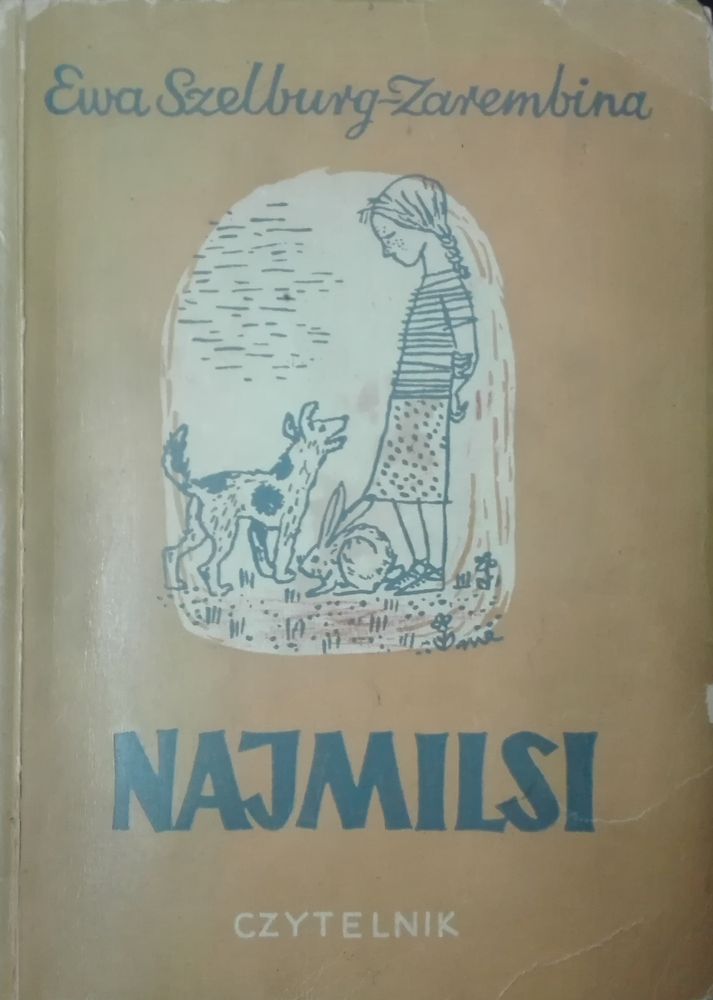 Ewa Szelburg-Zarembina
NAJMILSI
CZYTELNIK